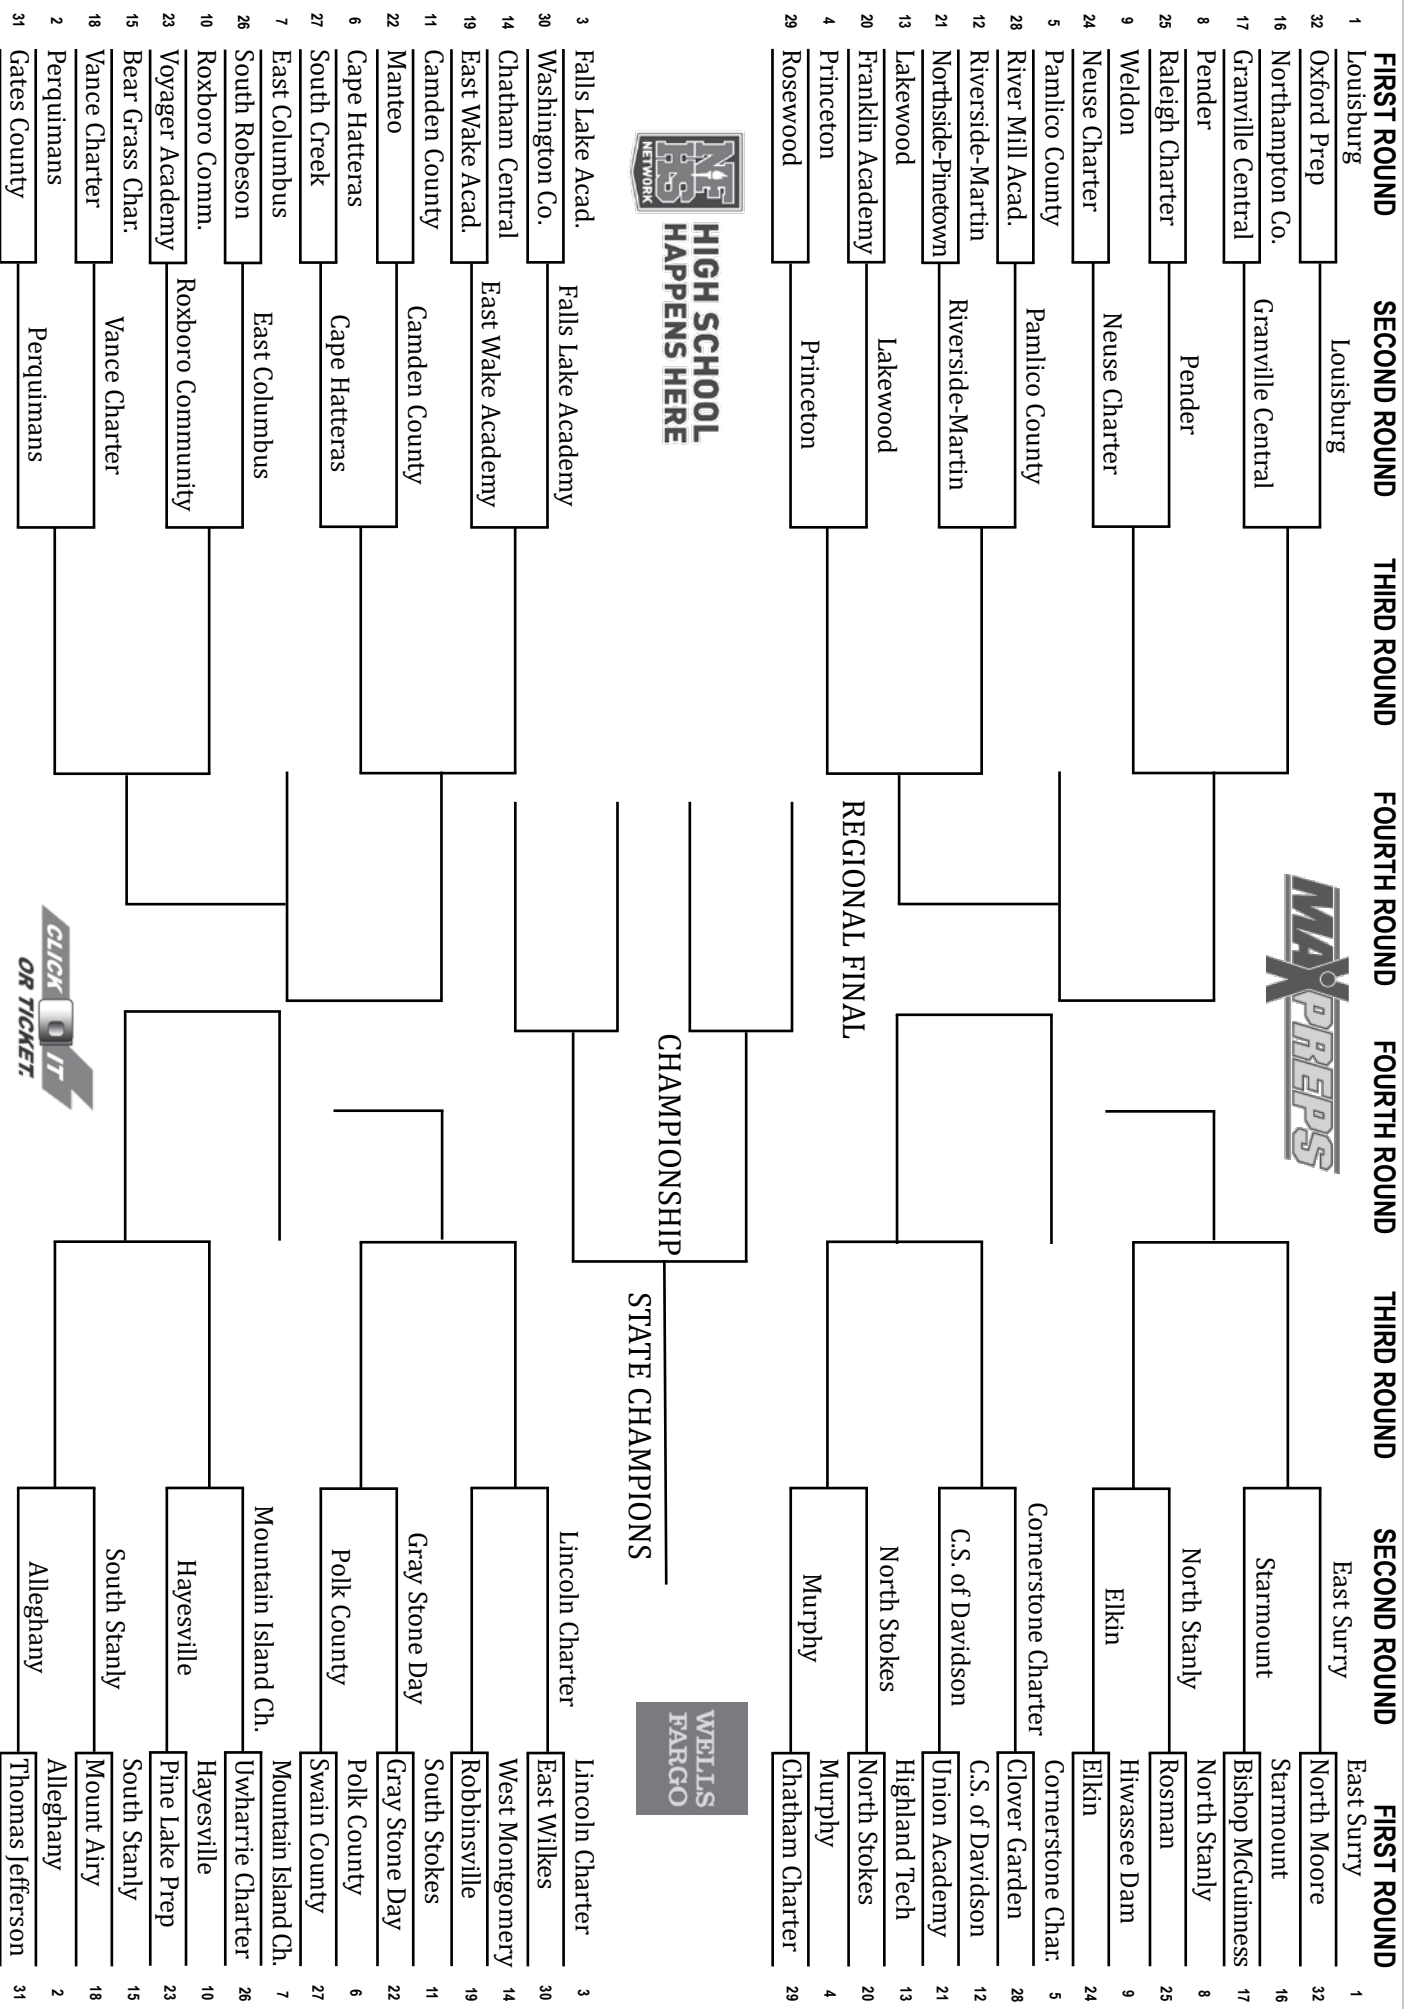 FIRST ROUND SECOND ROUND THIRD ROUND FOURTH ROUND FOURTH ROUND THIRD ROUND SECOND ROUND FIRST ROUND
1 Louisburg
32 Oxford Prep
16 Northampton Co.
17 Granville Central
8 Pender
25 Raleigh Charter
9 Weldon
24 Neuse Charter
5 Pamlico County
28 River Mill Acad.
12 Riverside-Martin
21 Northside-Pinetown
13 Lakewood
20 Franklin Academy
4 Princeton
29 Rosewood
3 Falls Lake Acad.
30 Washington Co.
14 Chatham Central
19 East Wake Acad.
11 Camden County
22 Manteo
6 Cape Hatteras
27 South Creek
7 East Columbus
26 South Robeson
10 Roxboro Comm.
23 Voyager Academy
15 Bear Grass Char.
18 Vance Charter
2 Perquimans
31 Gates County
Louisburg
Granville Central
Pender
Neuse Charter
Pamlico County
Riverside-Martin
Lakewood
Princeton
Falls Lake Academy
East Wake Academy
Camden County
Cape Hatteras
East Columbus
Roxboro Community
Vance Charter
Perquimans
NFHS
NETWORK
HIGH SCHOOL
HAPPENS HERE
MAXPREPS
REGIONAL FINAL
CHAMPIONSHIP
STATE CHAMPIONS
CLICK IT
OR TICKET.
WELLS
FARGO
East Surry
Starmount
North Stanly
Elkin
Cornerstone Charter
C.S. of Davidson
North Stokes
Murphy
Lincoln Charter
Gray Stone Day
Polk County
Mountain Island Ch.
Hayesville
South Stanly
Alleghany
East Surry 1
North Moore 32
Starmount 16
Bishop McGuinness 17
North Stanly 8
Rosman 25
Hiwassee Dam 9
Elkin 24
Cornerstone Char. 5
Clover Garden 28
C.S. of Davidson 12
Union Academy 21
Highland Tech 13
North Stokes 20
Murphy 4
Chatham Charter 29
Lincoln Charter 3
East Wilkes 30
West Montgomery 14
Robbinsville 19
South Stokes 11
Gray Stone Day 22
Polk County 6
Swain County 27
Mountain Island Ch. 7
Uwharrie Charter 26
Hayesville 10
Pine Lake Prep 23
South Stanly 15
Mount Airy 18
Alleghany 2
Thomas Jefferson 31